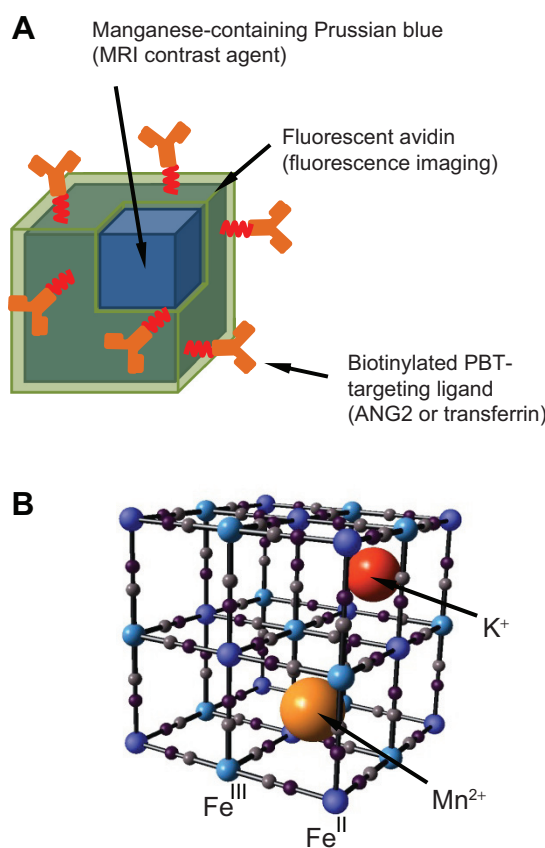 A
Manganese-containing Prussian blue
(MRI contrast agent)
Fluorescent avidin
(fluorescence imaging)
Biotinylated PBT-
targeting ligand
(ANG2 or transferrin)
B
K⁺
Mn²⁺
Feᴵᴵᴵ
Feᴵᴵ